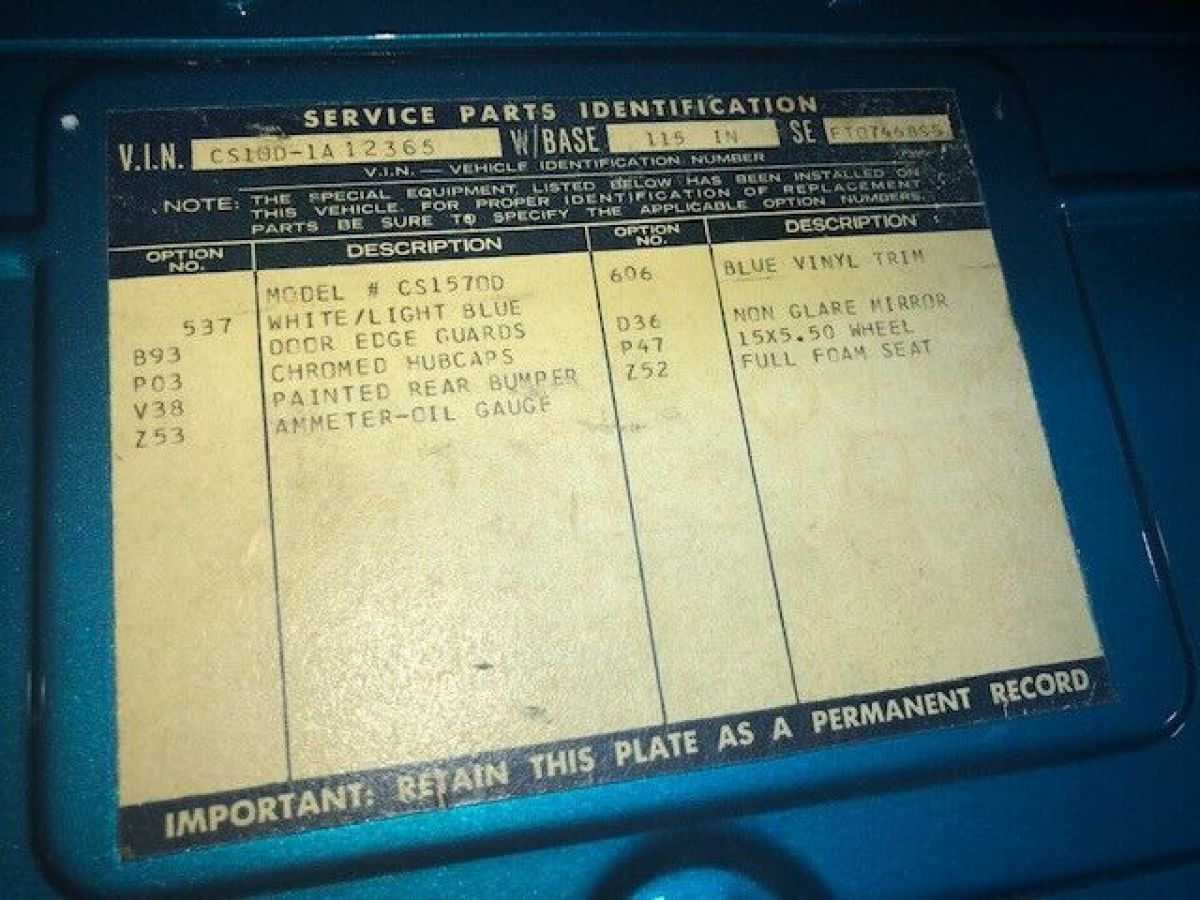 SERVICE PARTS IDENTIFICATION
V.I.N. CS10D-1A12365 W/BASE 115 IN SE
V.I.N. — VEHICLE IDENTIFICATION NUMBER
NOTE: THE SPECIAL EQUIPMENT LISTED BELOW HAS BEEN INSTALLED ON
THIS VEHICLE. FOR PROPER IDENTIFICATION OF REPLACEMENT
PARTS BE SURE TO SPECIFY THE APPLICABLE OPTION NUMBERS.
OPTION NO. DESCRIPTION OPTION NO. DESCRIPTION
MODEL # CS1570D 606 BLUE VINYL TRIM
537 WHITE/LIGHT BLUE
B93 DOOR EDGE GUARDS D36 NON GLARE MIRROR
P03 CHROMED HUBCAPS P47 15X5.50 WHEEL
V38 PAINTED REAR BUMPER Z52 FULL FOAM SEAT
Z53 AMMETER-OIL GAUGE
IMPORTANT: RETAIN THIS PLATE AS A PERMANENT RECORD